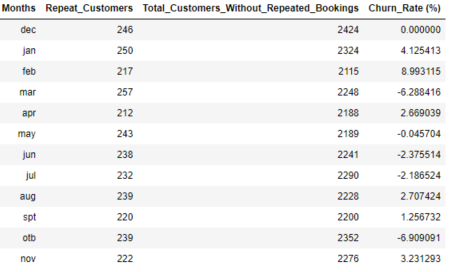 Months Repeat_Customers Total_Customers_Without_Repeated_Bookings Churn_Rate (%)
dec 246 2424 0.000000
jan 250 2324 4.125413
feb 217 2115 8.993113
mar 257 2248 -6.288416
apr 212 2188 2.669039
may 243 2189 -0.045704
jun 238 2241 -2.375514
jul 232 2290 -2.186524
aug 239 2228 2.707424
spt 220 2200 1.256732
otb 239 2352 -6.909091
nov 222 2276 3.231293